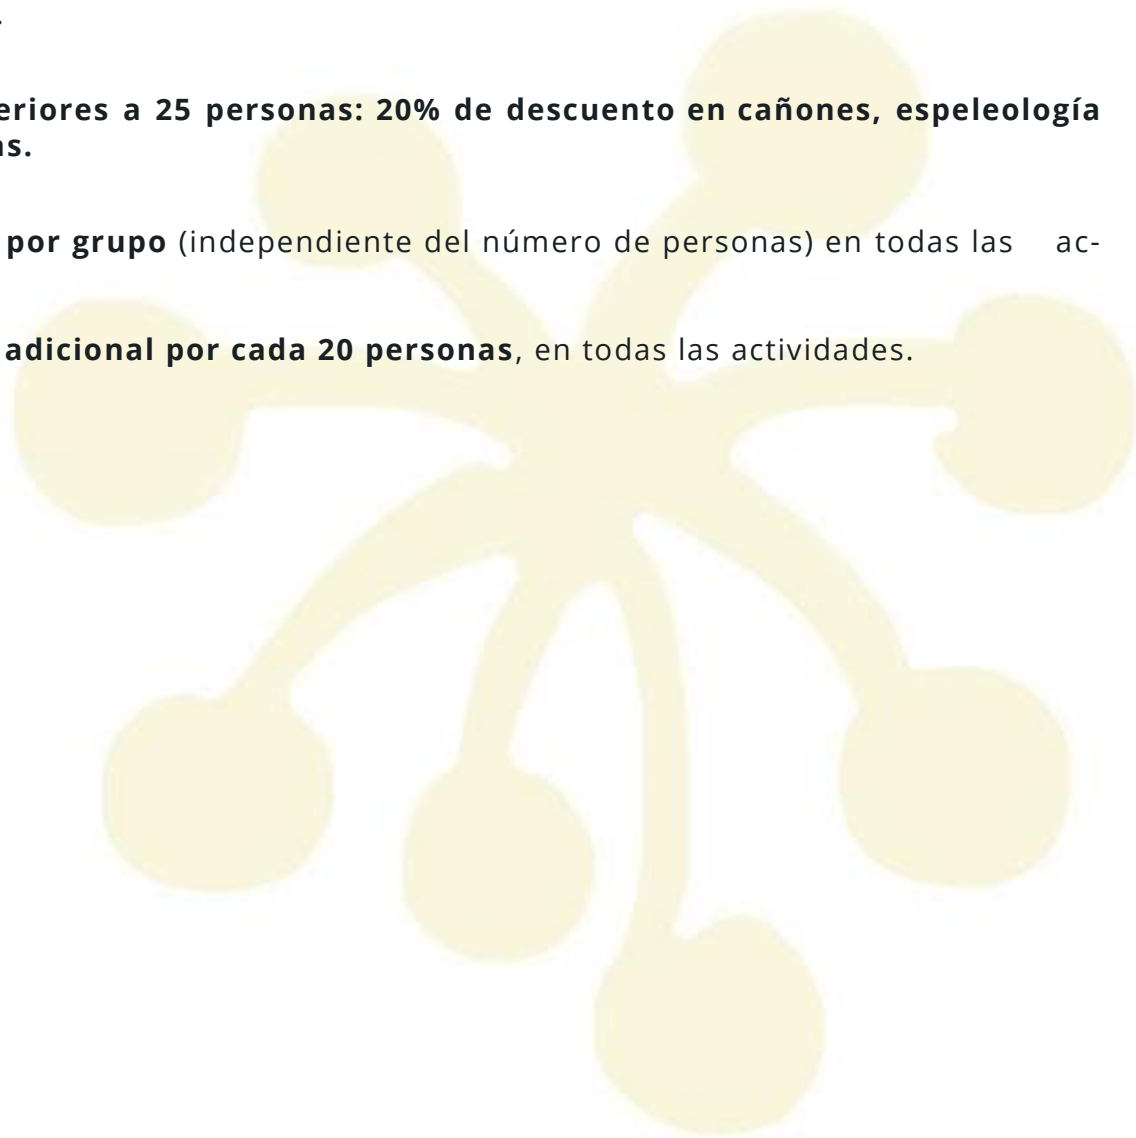 eriores a 25 personas: 20% de descuento en cañones, espeleología
as.
por grupo (independiente del número de personas) en todas las ac-
adicional por cada 20 personas, en todas las actividades.